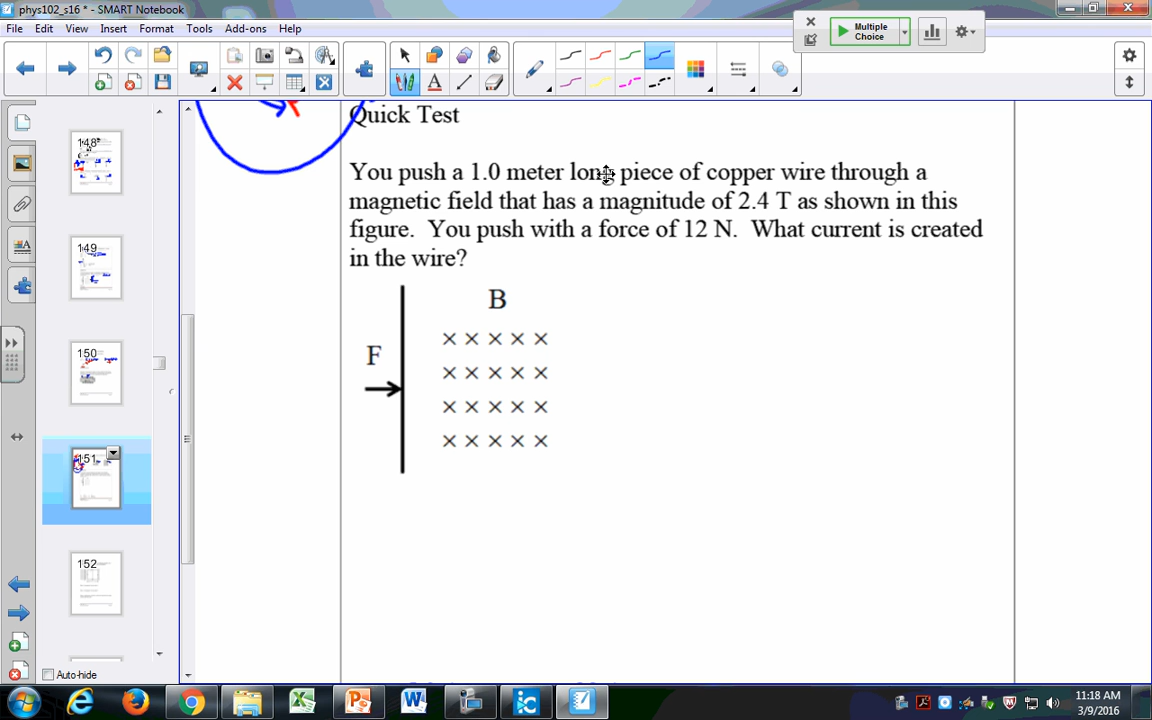 phys102_s16 * - SMART Notebook
File Edit View Insert Format Tools Add-ons Help
Multiple
Choice
148
149
150
151
152
Auto-hide
Quick Test
You push a 1.0 meter long piece of copper wire through a
magnetic field that has a magnitude of 2.4 T as shown in this
figure. You push with a force of 12 N. What current is created
in the wire?
B
F
× × × × ×
× × × × ×
× × × × ×
× × × × ×
11:18 AM
3/9/2016